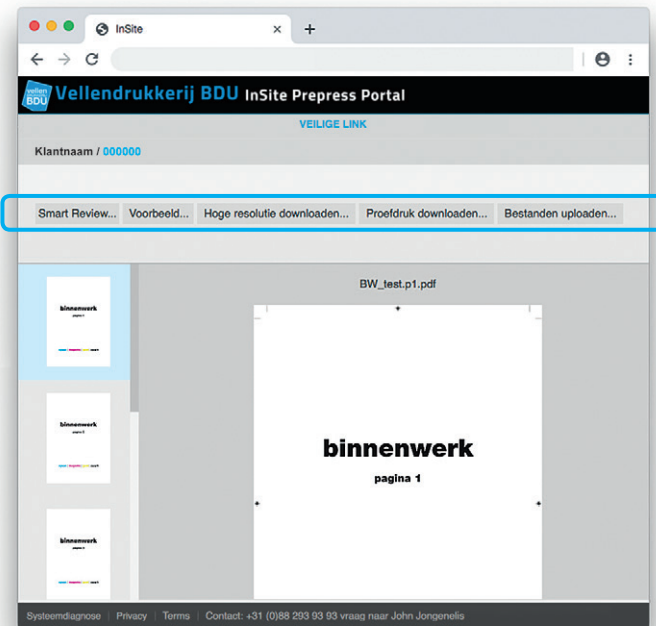 InSite
vellen
BDU
Vellendrukkerij BDU InSite Prepress Portal
VEILIGE LINK
Klantnaam / 000000
Smart Review... Voorbeeld... Hoge resolutie downloaden... Proefdruk downloaden... Bestanden uploaden...
BW_test.p1.pdf
binnenwerk
pagina 1
binnenwerk
binnenwerk
binnenwerk
pagina 1
Systeemdiagnose | Privacy | Terms | Contact: +31 (0)88 293 93 93 vraag naar John Jongenelis